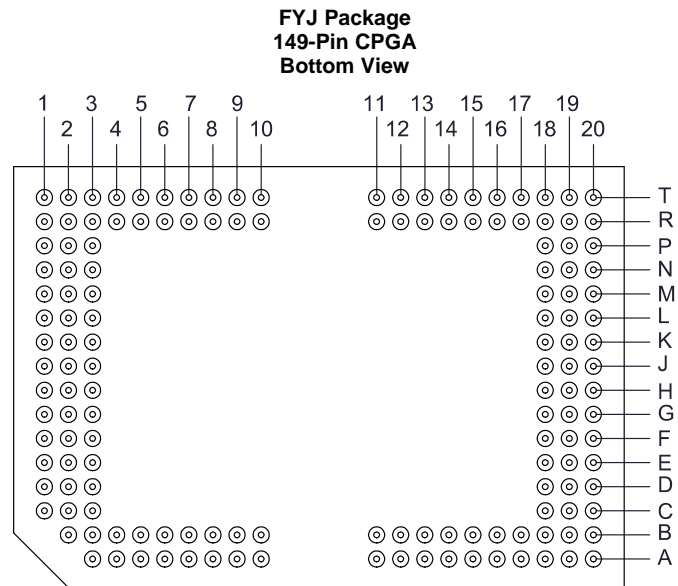 FYJ Package
149-Pin CPGA
Bottom View
1 3 5 7 9 11 13 15 17 19
2 4 6 8 10 12 14 16 18 20
T
R
P
N
M
L
K
J
H
G
F
E
D
C
B
A